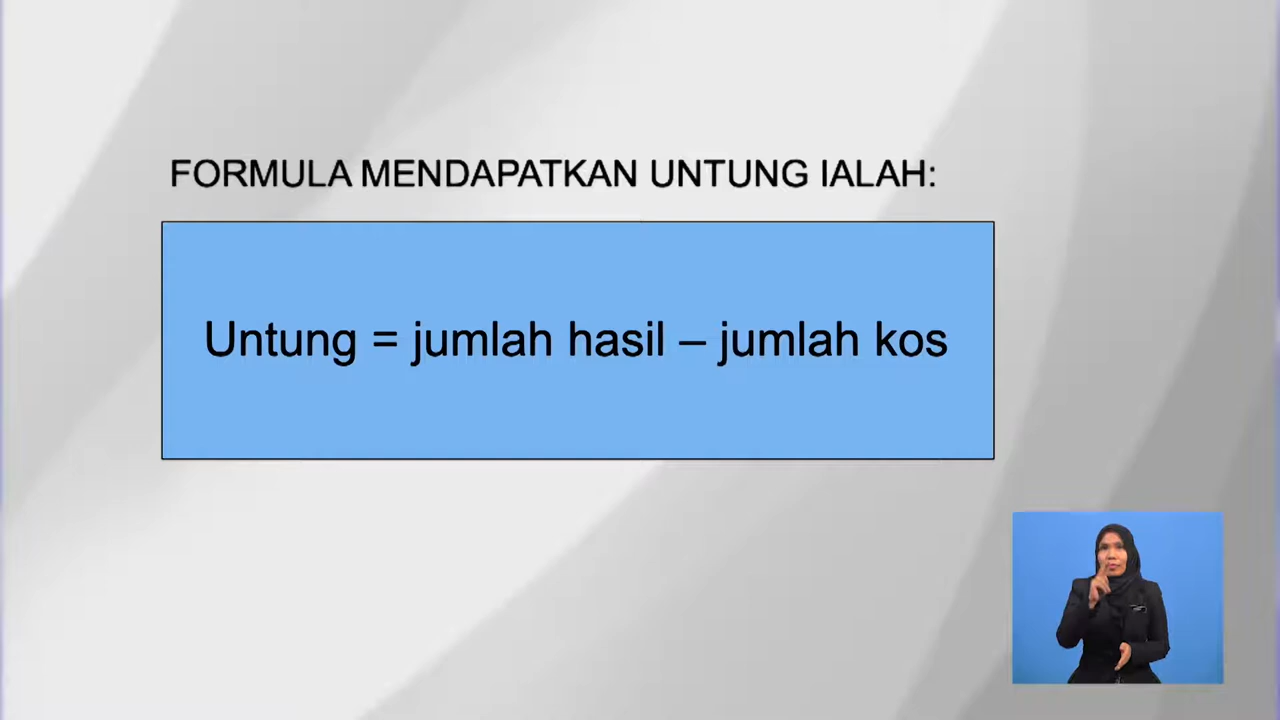 FORMULA MENDAPATKAN UNTUNG IALAH:
Untung = jumlah hasil – jumlah kos